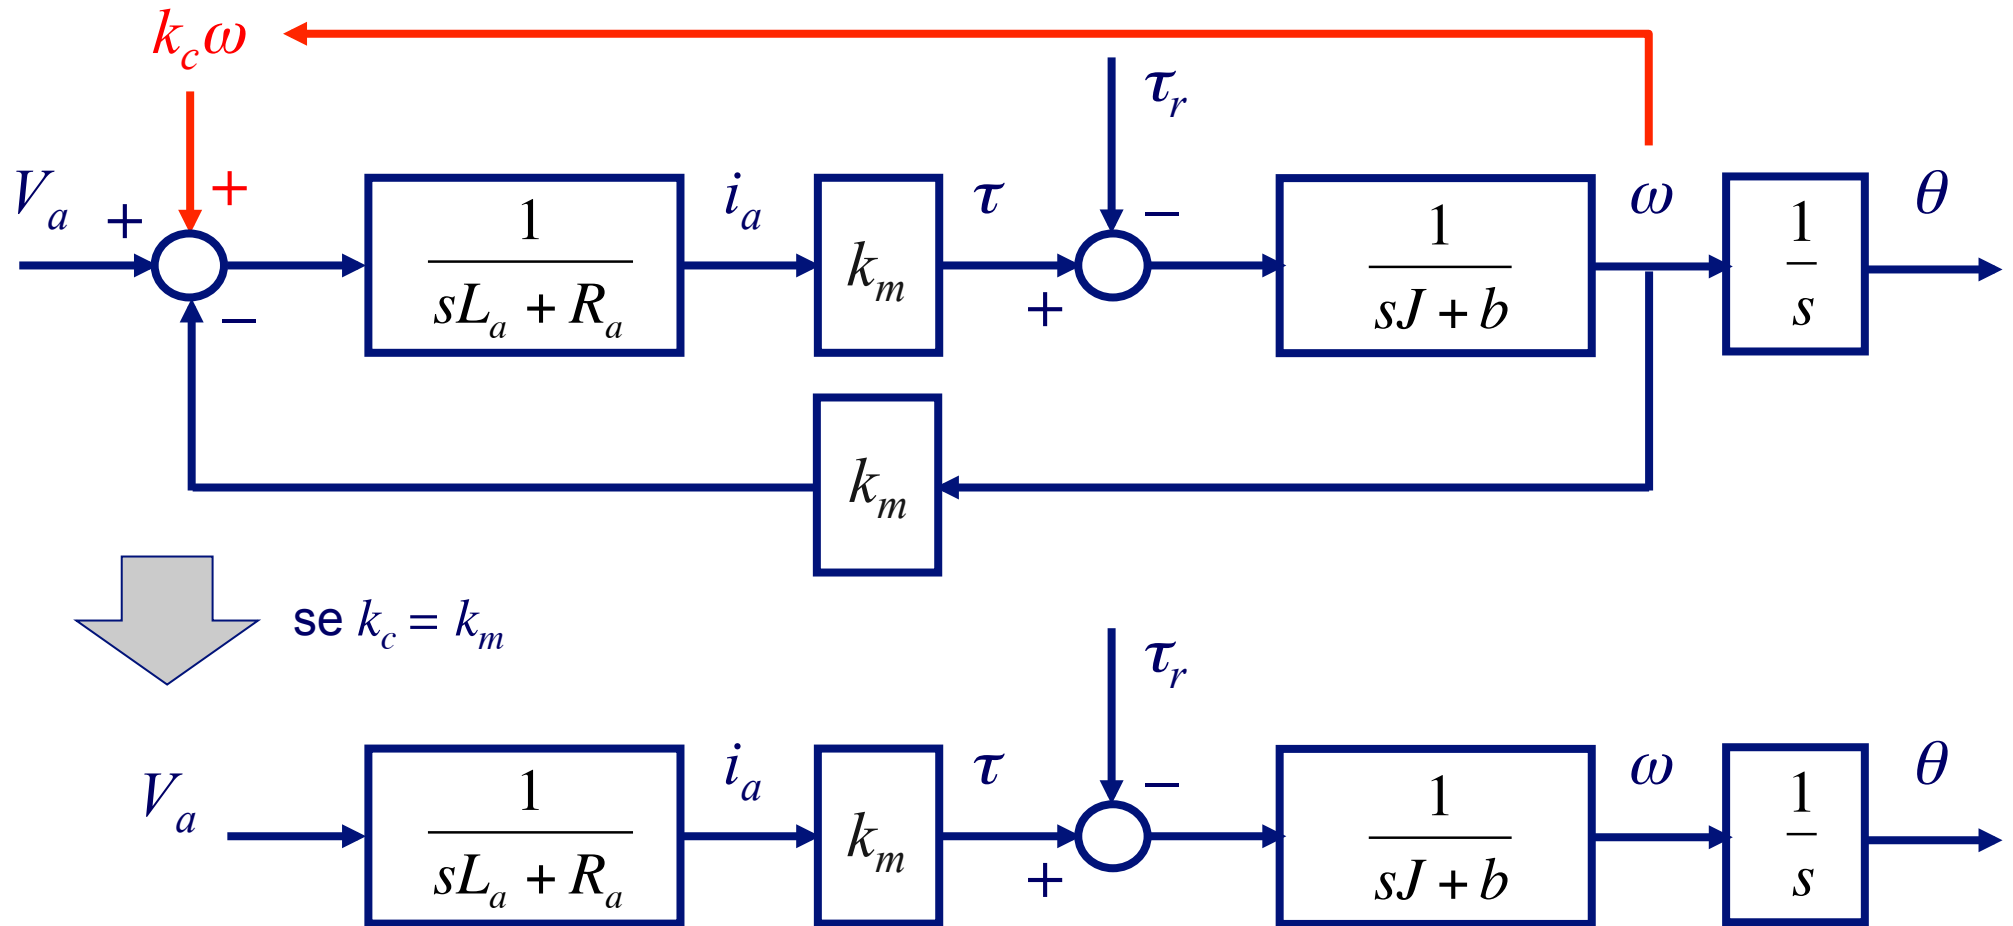 k_c ω
τ_r
V_a + + 1/(sL_a + R_a) i_a k_m τ + − 1/(sJ + b) ω 1/s θ
−
k_m
se k_c = k_m
τ_r
V_a 1/(sL_a + R_a) i_a k_m τ + − 1/(sJ + b) ω 1/s θ